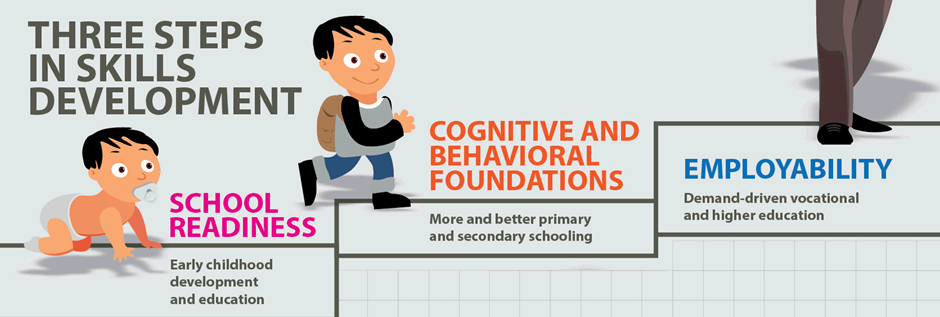 THREE STEPS
IN SKILLS
DEVELOPMENT
SCHOOL
READINESS
Early childhood
development
and education
COGNITIVE AND
BEHAVIORAL
FOUNDATIONS
More and better primary
and secondary schooling
EMPLOYABILITY
Demand-driven vocational
and higher education